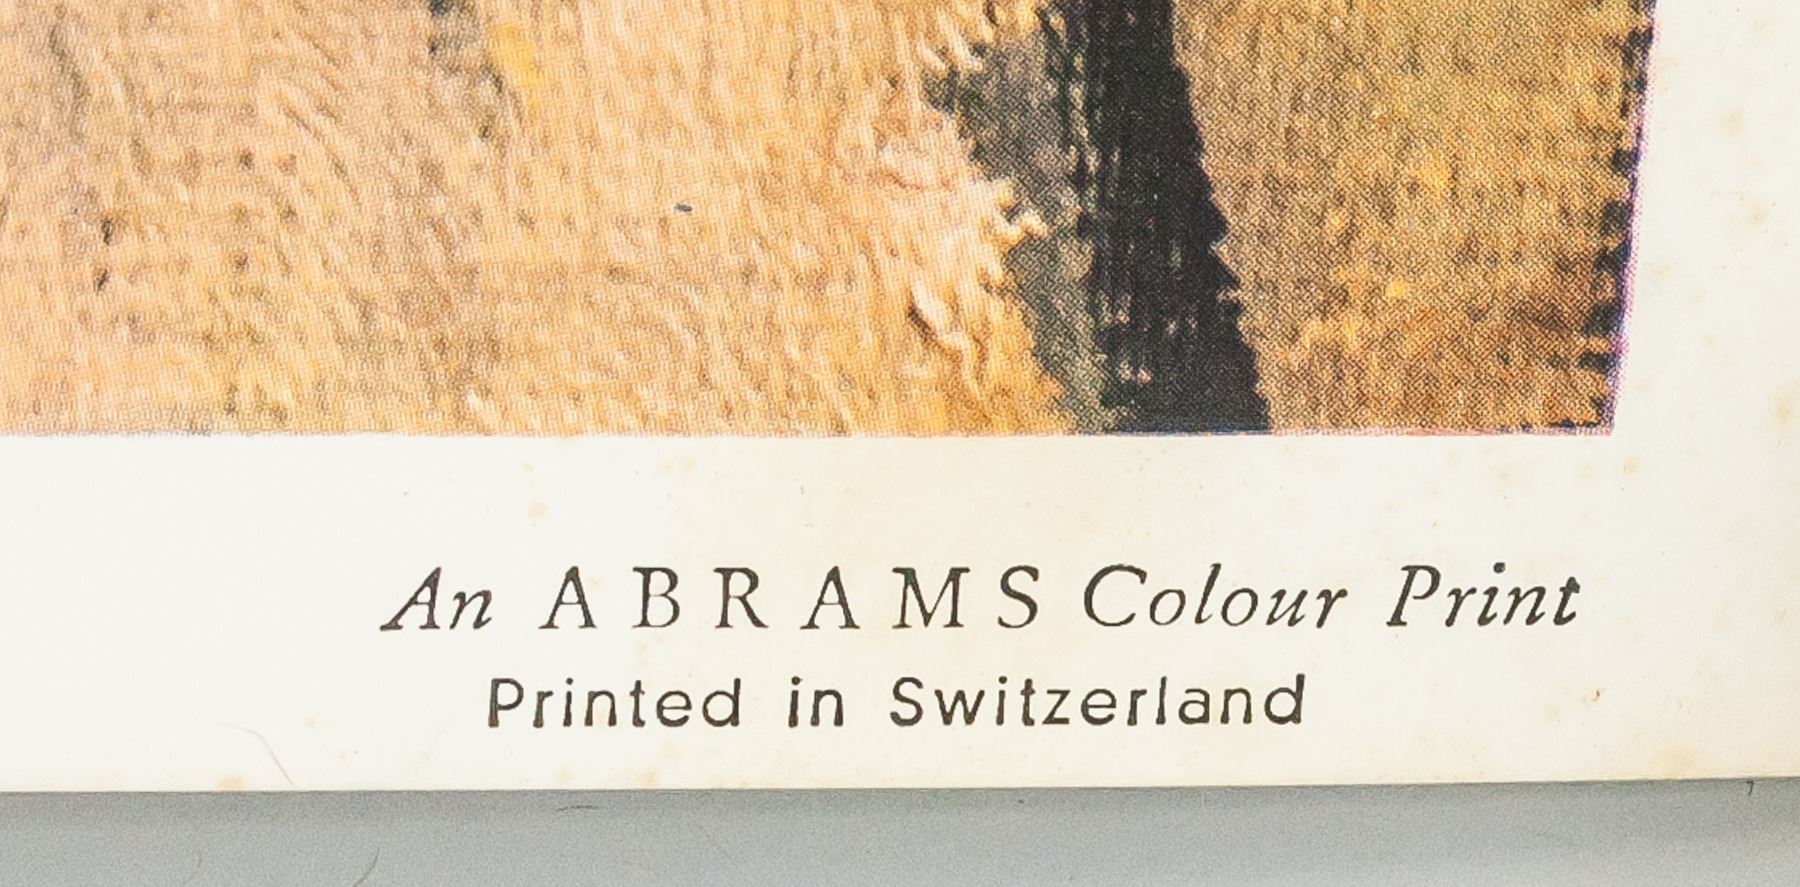 An ABRAMS Colour Print
Printed in Switzerland